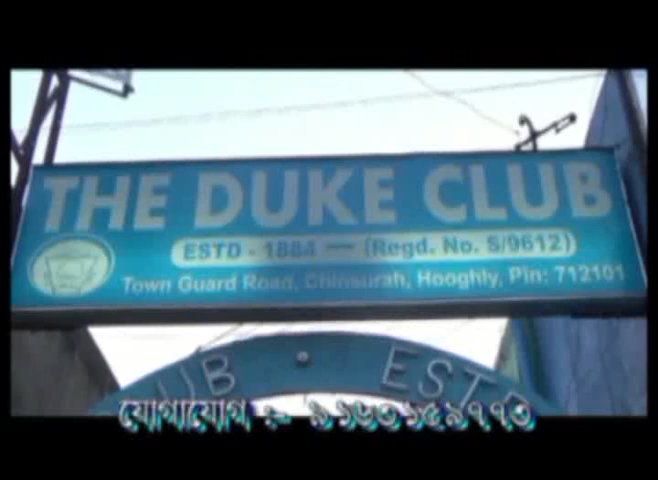 THE DUKE CLUB
ESTD - 1884 — (Regd. No. S/9612)
Town Guard Road, Chinsurah, Hooghly, Pin: 712101
UB ESTD
যোগাযোগ :- ৯১৬৩১৫৯৭৭৩